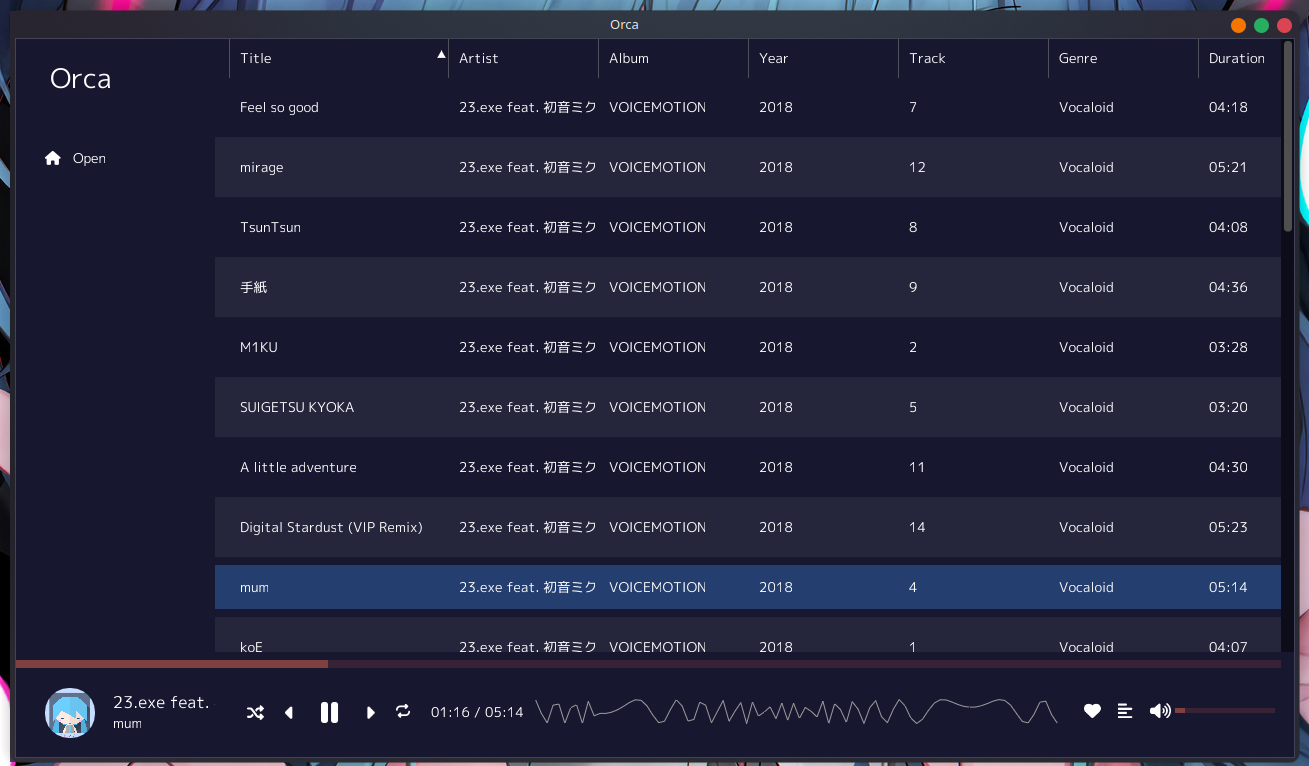 Orca
Orca
Open
Title Artist Album Year Track Genre Duration
Feel so good 23.exe feat. 初音ミク VOICEMOTION 2018 7 Vocaloid 04:18
mirage 23.exe feat. 初音ミク VOICEMOTION 2018 12 Vocaloid 05:21
TsunTsun 23.exe feat. 初音ミク VOICEMOTION 2018 8 Vocaloid 04:08
手紙 23.exe feat. 初音ミク VOICEMOTION 2018 9 Vocaloid 04:36
M1KU 23.exe feat. 初音ミク VOICEMOTION 2018 2 Vocaloid 03:28
SUIGETSU KYOKA 23.exe feat. 初音ミク VOICEMOTION 2018 5 Vocaloid 03:20
A little adventure 23.exe feat. 初音ミク VOICEMOTION 2018 11 Vocaloid 04:30
Digital Stardust (VIP Remix) 23.exe feat. 初音ミク VOICEMOTION 2018 14 Vocaloid 05:23
mum 23.exe feat. 初音ミク VOICEMOTION 2018 4 Vocaloid 05:14
koE 23.exe feat. 初音ミク VOICEMOTION 2018 1 Vocaloid 04:07
23.exe feat.
mum
01:16 / 05:14